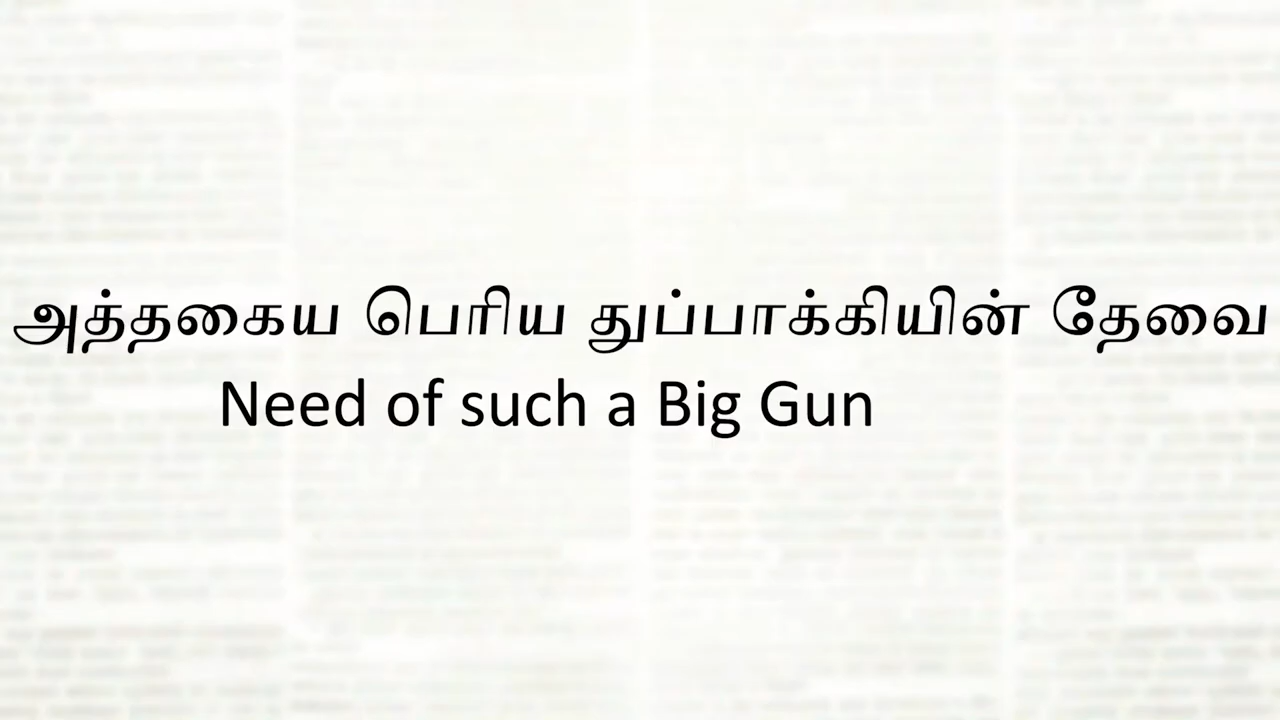 அத்தகைய பெரிய துப்பாக்கியின் தேவை
Need of such a Big Gun